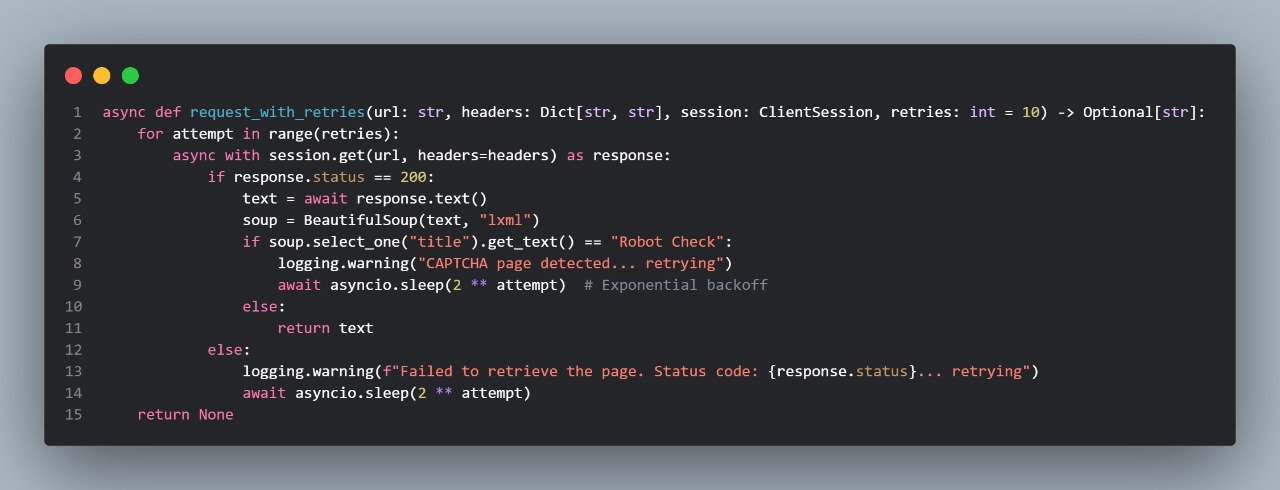 1 async def request_with_retries(url: str, headers: Dict[str, str], session: ClientSession, retries: int = 10) -> Optional[str]:
2     for attempt in range(retries):
3         async with session.get(url, headers=headers) as response:
4             if response.status == 200:
5                 text = await response.text()
6                 soup = BeautifulSoup(text, "lxml")
7                 if soup.select_one("title").get_text() == "Robot Check":
8                     logging.warning("CAPTCHA page detected... retrying")
9                     await asyncio.sleep(2 ** attempt)  # Exponential backoff
10                 else:
11                     return text
12             else:
13                 logging.warning(f"Failed to retrieve the page. Status code: {response.status}... retrying")
14                 await asyncio.sleep(2 ** attempt)
15     return None